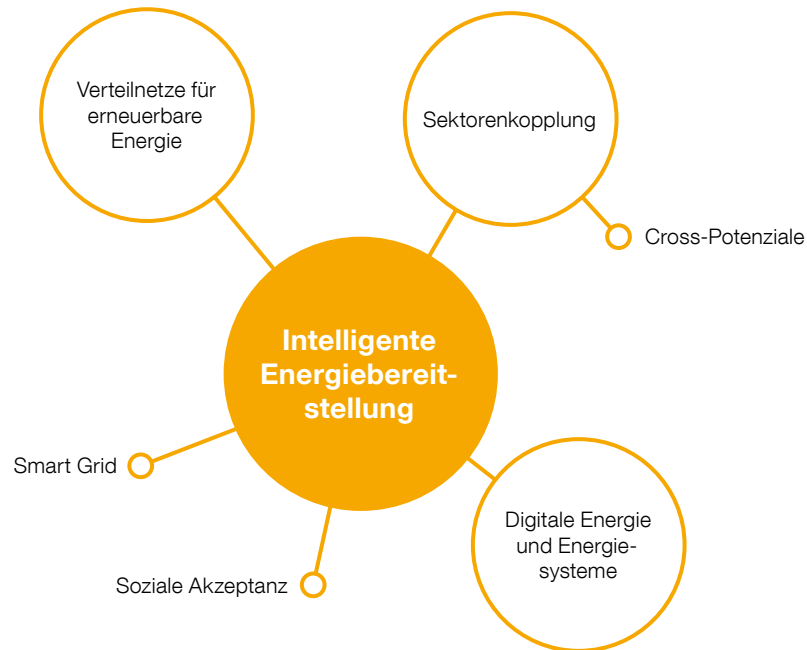 Verteilnetze für
erneuerbare
Energie
Sektorenkopplung
Cross-Potenziale
Intelligente
Energiebereit-
stellung
Smart Grid
Digitale Energie
und Energie-
systeme
Soziale Akzeptanz